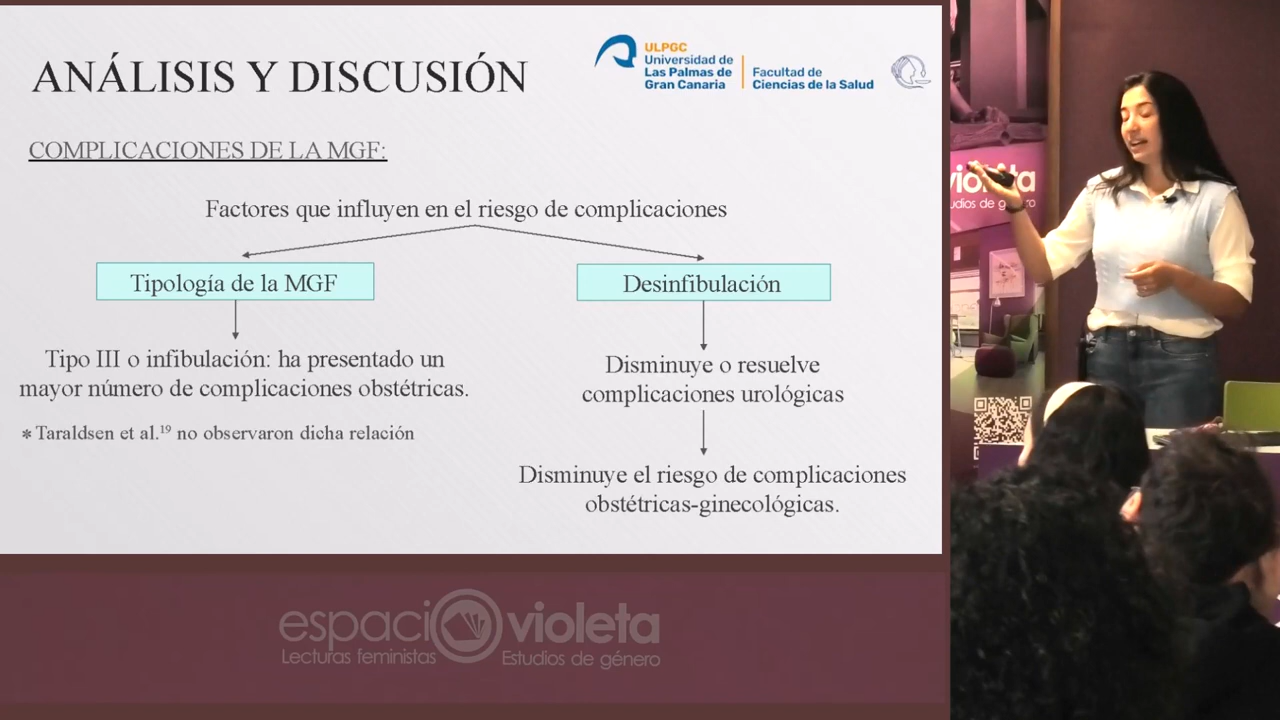 ANÁLISIS Y DISCUSIÓN
ULPGC
Universidad de
Las Palmas de
Gran Canaria
Facultad de
Ciencias de la Salud
COMPLICACIONES DE LA MGF:
Factores que influyen en el riesgo de complicaciones
Tipología de la MGF
Desinfibulación
Tipo III o infibulación: ha presentado un
mayor número de complicaciones obstétricas.
* Taraldsen et al.¹⁹ no observaron dicha relación
Disminuye o resuelve
complicaciones urológicas
Disminuye el riesgo de complicaciones
obstétricas-ginecológicas.
violeta
udios de género
espacio violeta
Lecturas feministas
Estudios de género